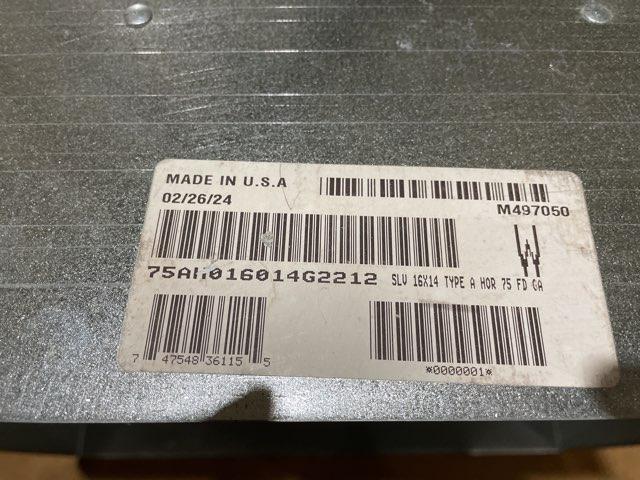 MADE IN U.S.A
02/26/24
M497050
75AH016014G2212 SLV 16X14 TYPE A HOR 75 FD GA
7 47548 36115 5
*0000001*